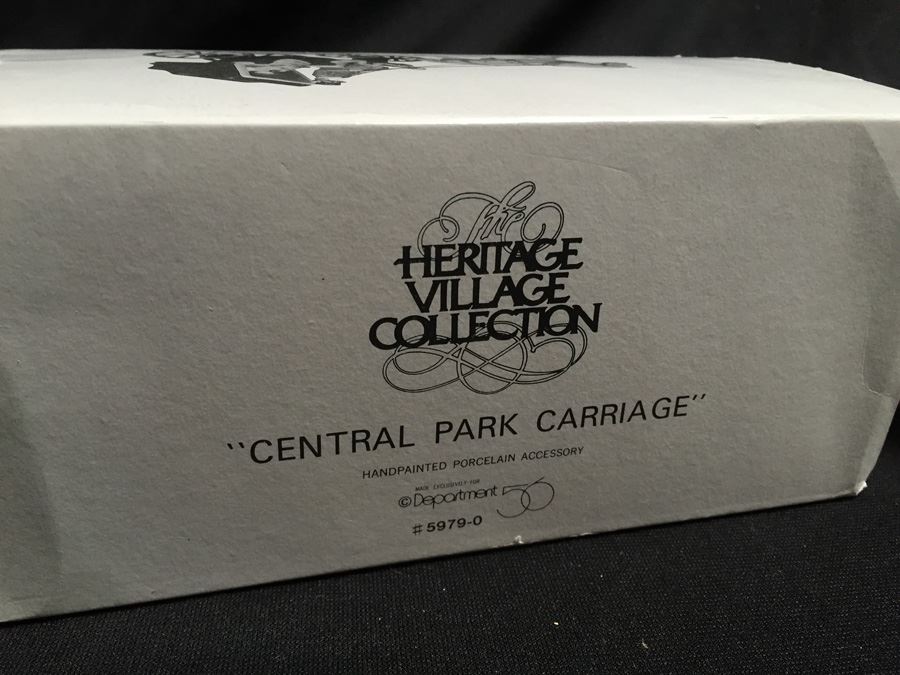 The
HERITAGE
VILLAGE
COLLECTION
"CENTRAL PARK CARRIAGE"
HANDPAINTED PORCELAIN ACCESSORY
MADE EXCLUSIVELY FOR
© Department 56
#5979-0